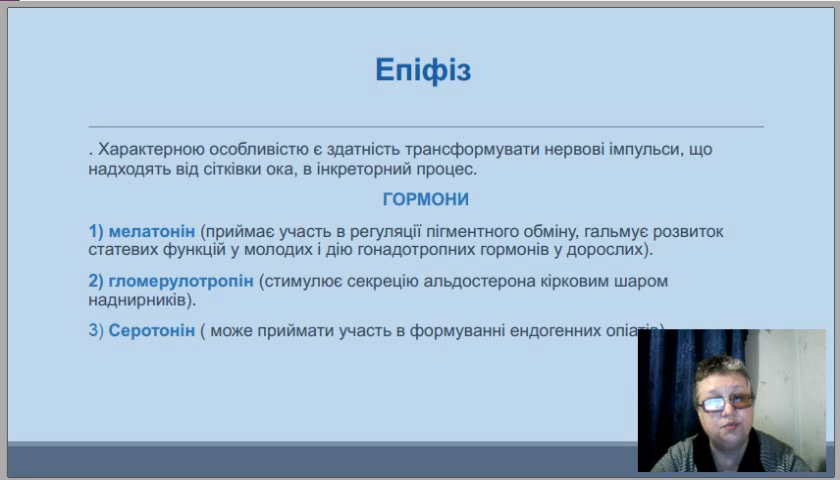 Епіфіз
. Характерною особливістю є здатність трансформувати нервові імпульси, що
надходять від сітківки ока, в інкреторний процес.
ГОРМОНИ
1) мелатонін (приймає участь в регуляції пігментного обміну, гальмує розвиток
статевих функцій у молодих і дію гонадотропних гормонів у дорослих).
2) гломерулотропін (стимулює секрецію альдостерона кірковим шаром
наднирників).
3) Серотонін ( може приймати участь в формуванні ендогенних опіатів)